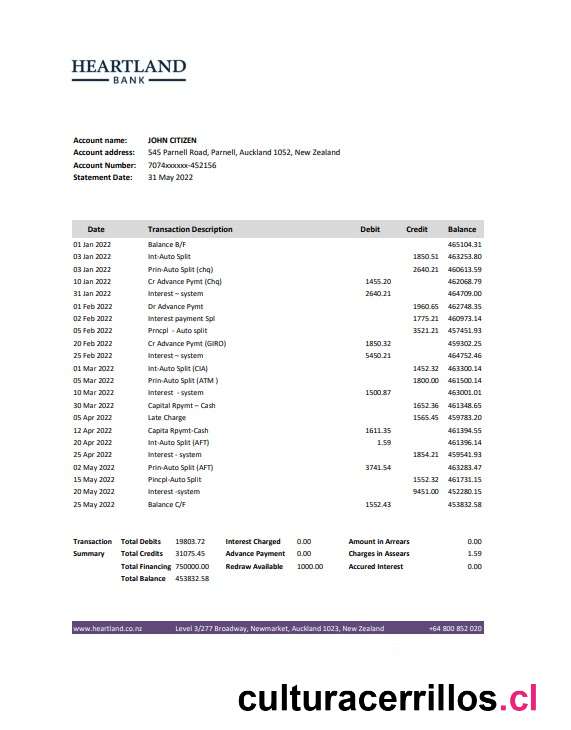 HEARTLAND
BANK
Account name: JOHN CITIZEN
Account address: 545 Parnell Road, Parnell, Auckland 1052, New Zealand
Account Number: 7074xxxxxx-452156
Statement Date: 31 May 2022
Date Transaction Description Debit Credit Balance
01 Jan 2022 Balance B/F 465104.31
03 Jan 2022 Int-Auto Split 1850.51 463253.80
03 Jan 2022 Prin-Auto Split (chq) 2640.21 460613.59
10 Jan 2022 Cr Advance Pymt (Chq) 1455.20 462068.79
31 Jan 2022 Interest – system 2640.21 464709.00
01 Feb 2022 Dr Advance Pymt 1960.65 462748.35
02 Feb 2022 Interest payment Spl 1775.21 460973.14
05 Feb 2022 Prncpl - Auto split 3521.21 457451.93
20 Feb 2022 Cr Advance Pymt (GIRO) 1850.32 459302.25
25 Feb 2022 Interest – system 5450.21 464752.46
01 Mar 2022 Int-Auto Split (CIA) 1452.32 463300.14
05 Mar 2022 Prin-Auto Split (ATM ) 1800.00 461500.14
10 Mar 2022 Interest - system 1500.87 463001.01
30 Mar 2022 Capital Rpymt – Cash 1652.36 461348.65
05 Apr 2022 Late Charge 1565.45 459783.20
12 Apr 2022 Capita Rpymt-Cash 1611.35 461394.55
20 Apr 2022 Int-Auto Split (AFT) 1.59 461396.14
25 Apr 2022 Interest - system 1854.21 459541.93
02 May 2022 Prin-Auto Split (AFT) 3741.54 463283.47
15 May 2022 Pincpl-Auto Split 1552.32 461731.15
20 May 2022 Interest -system 9451.00 452280.15
25 May 2022 Balance C/F 1552.43 453832.58
Transaction Total Debits 19803.72 Interest Charged 0.00 Amount in Arrears 0.00
Summary Total Credits 31075.45 Advance Payment 0.00 Charges in Assears 1.59
Total Financing 750000.00 Redraw Available 1000.00 Accured Interest 0.00
Total Balance 453832.58
www.heartland.co.nz Level 3/277 Broadway, Newmarket, Auckland 1023, New Zealand +64 800 852 020
culturacerrillos.cl